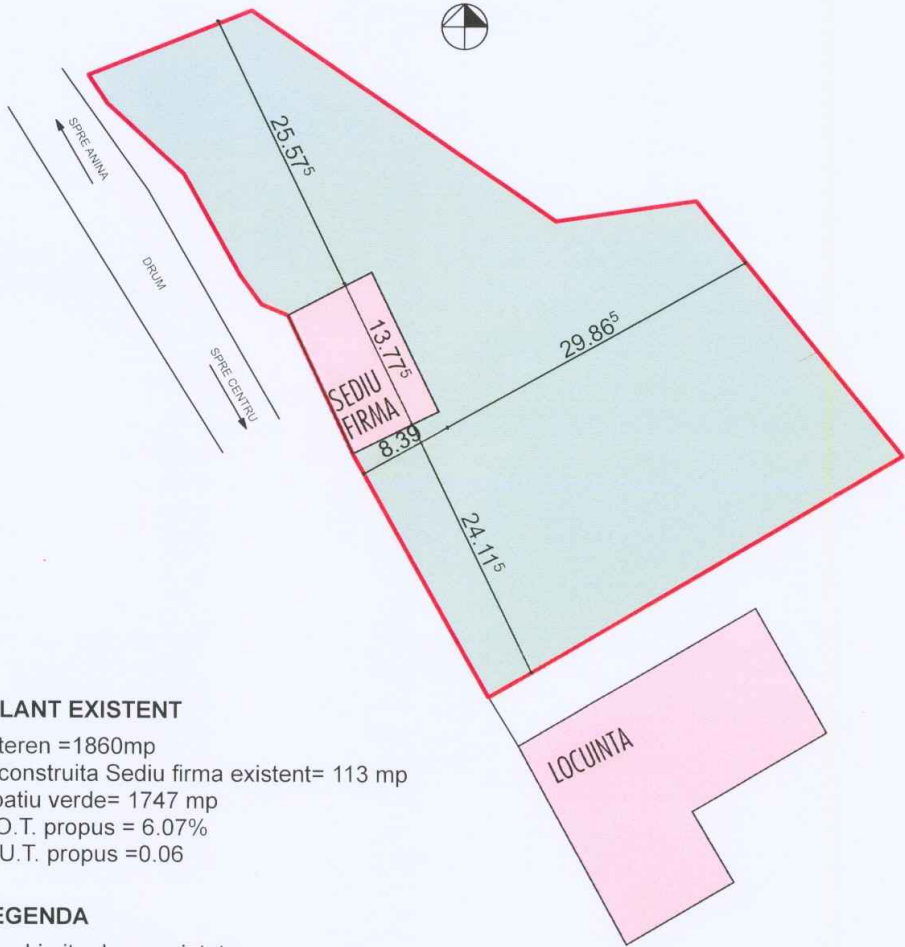 25.57⁵
SPRE ANINA
DRUM
13.77⁵
29.86⁵
SPRE CENTRU
SEDIU
FIRMA
8.39
24.11⁵
LOCUINTA
LANT EXISTENT
teren =1860mp
construita Sediu firma existent= 113 mp
patiu verde= 1747 mp
O.T. propus = 6.07%
U.T. propus =0.06
EGENDA